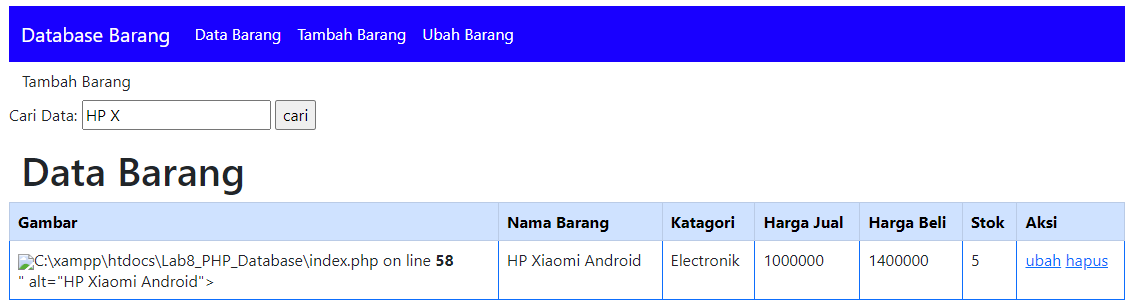 Database Barang Data Barang Tambah Barang Ubah Barang
Tambah Barang
Cari Data: HP X cari
Data Barang
Gambar Nama Barang Katagori Harga Jual Harga Beli Stok Aksi
C:\xampp\htdocs\Lab8_PHP_Database\index.php on line 58 HP Xiaomi Android Electronik 1000000 1400000 5 ubah hapus
" alt="HP Xiaomi Android">